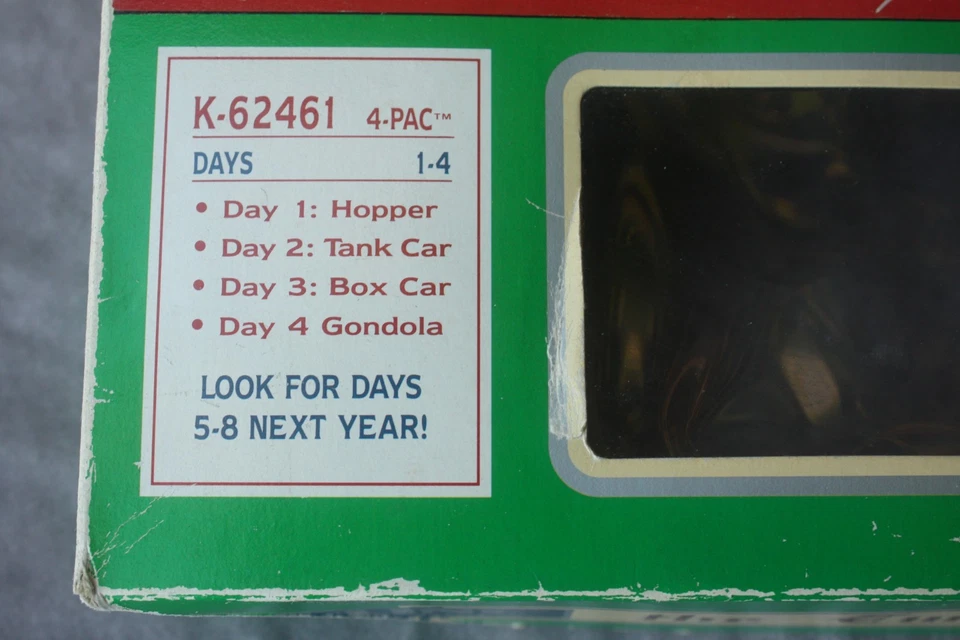 K-62461 4-PAC™
DAYS 1-4
• Day 1: Hopper
• Day 2: Tank Car
• Day 3: Box Car
• Day 4 Gondola
LOOK FOR DAYS
5-8 NEXT YEAR!